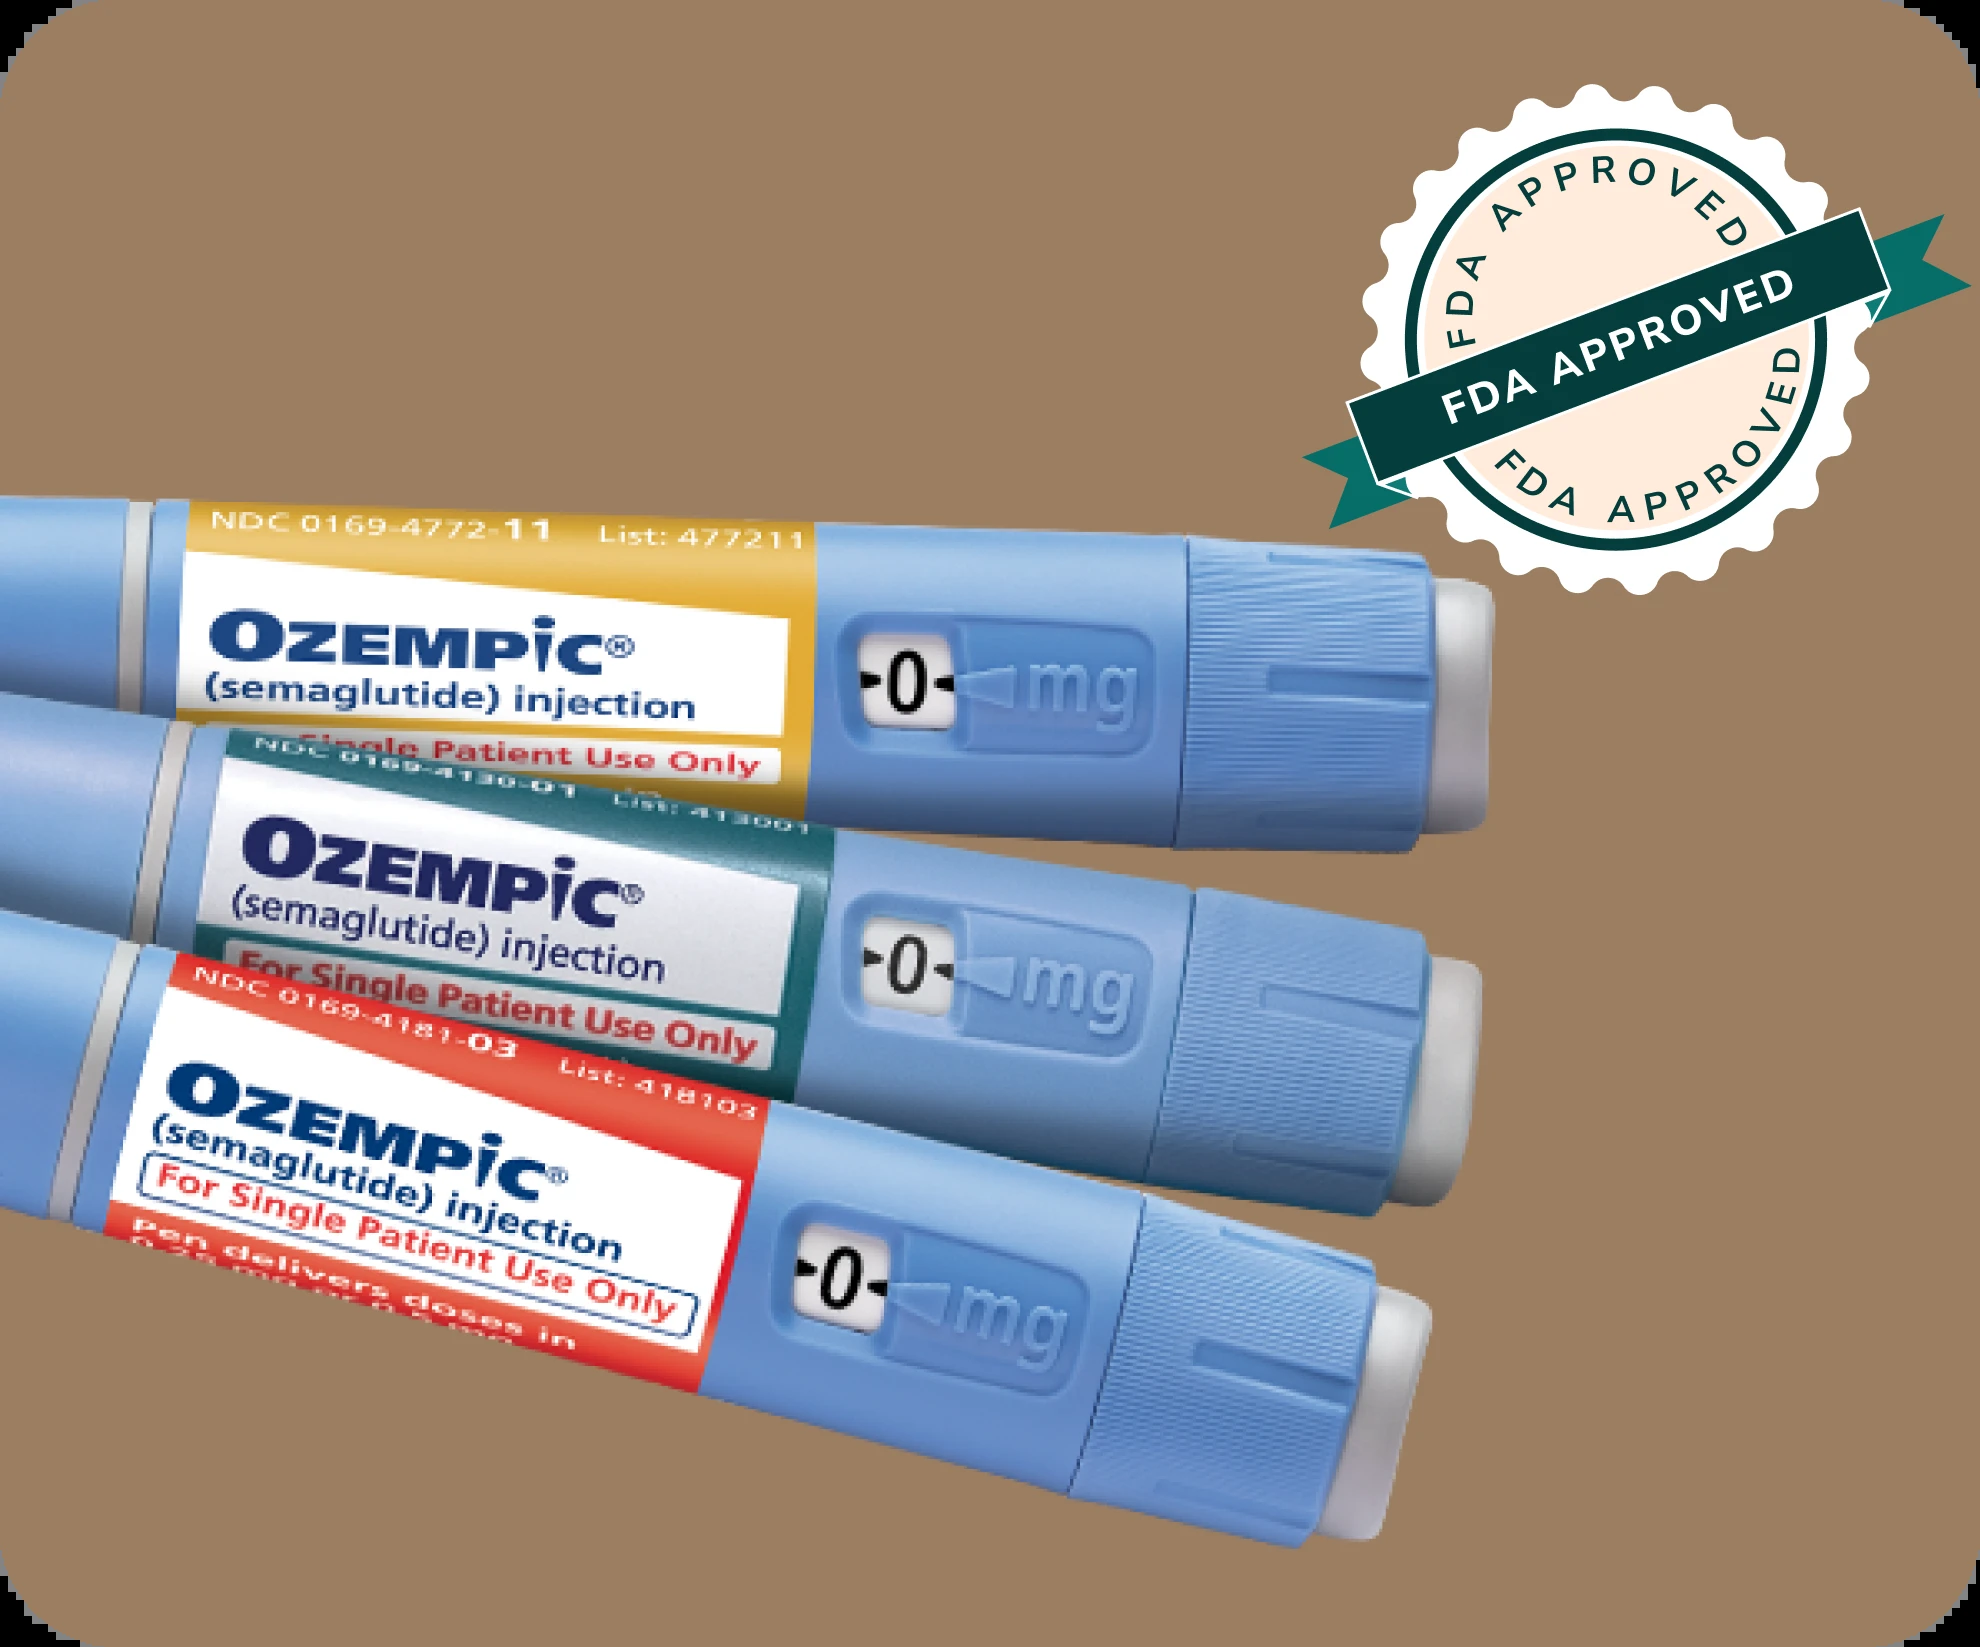 FDA APPROVED
FDA APPROVED
FDA APPROVED
NDC 0169-4772-11 List: 477211
OZEMPiC®
(semaglutide) injection
Single Patient Use Only
0 mg
NDC 0169-4130-01 List: 413001
OZEMPiC®
(semaglutide) injection
For Single Patient Use Only
0 mg
NDC 0169-4181-03 List: 418103
OZEMPiC®
(semaglutide) injection
For Single Patient Use Only
Pen delivers doses in
0 mg